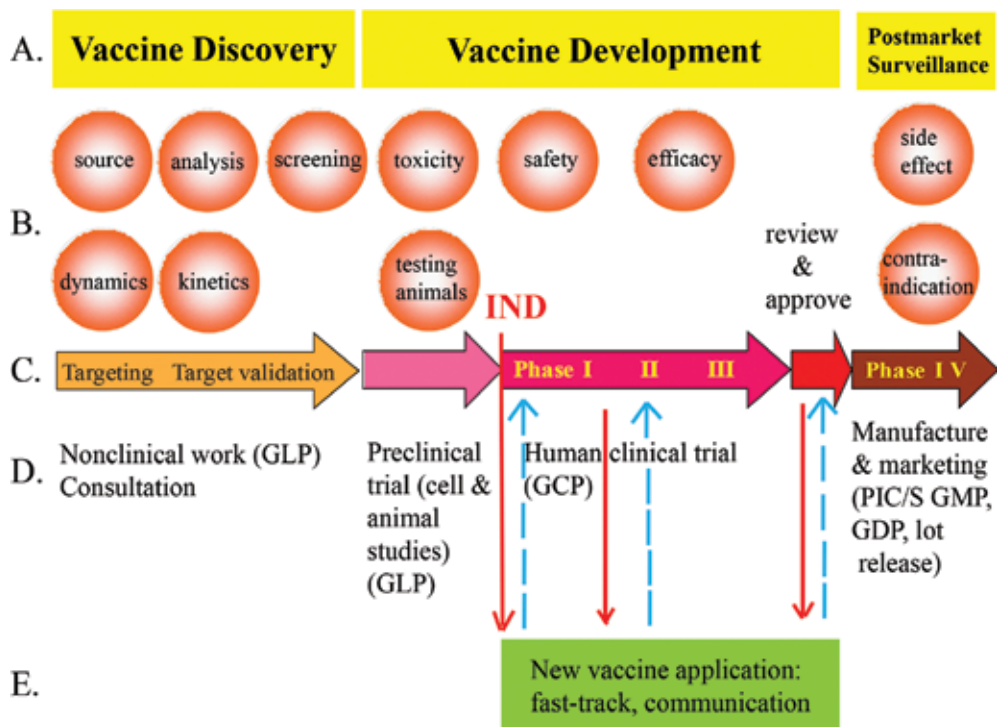 A.
Vaccine Discovery
Vaccine Development
Postmarket
Surveillance
B.
source
analysis
screening
toxicity
safety
efficacy
side
effect
dynamics
kinetics
testing
animals
review
&
approve
contra-
indication
IND
C.
Targeting
Target validation
Phase I
II
III
Phase I V
D.
Nonclinical work (GLP)
Consultation
Preclinical
trial (cell &
animal
studies)
(GLP)
Human clinical trial
(GCP)
Manufacture
& marketing
(PIC/S GMP,
GDP, lot
release)
E.
New vaccine application:
fast-track, communication